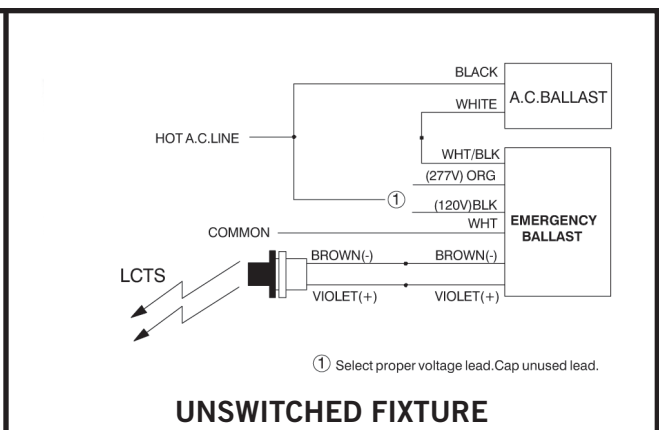 BLACK
A.C.BALLAST
WHITE
HOT A.C.LINE
WHT/BLK
(277V) ORG
1
(120V)BLK
WHT
EMERGENCY
BALLAST
COMMON
BROWN(-) BROWN(-)
LCTS
VIOLET(+) VIOLET(+)
1 Select proper voltage lead.Cap unused lead.
UNSWITCHED FIXTURE